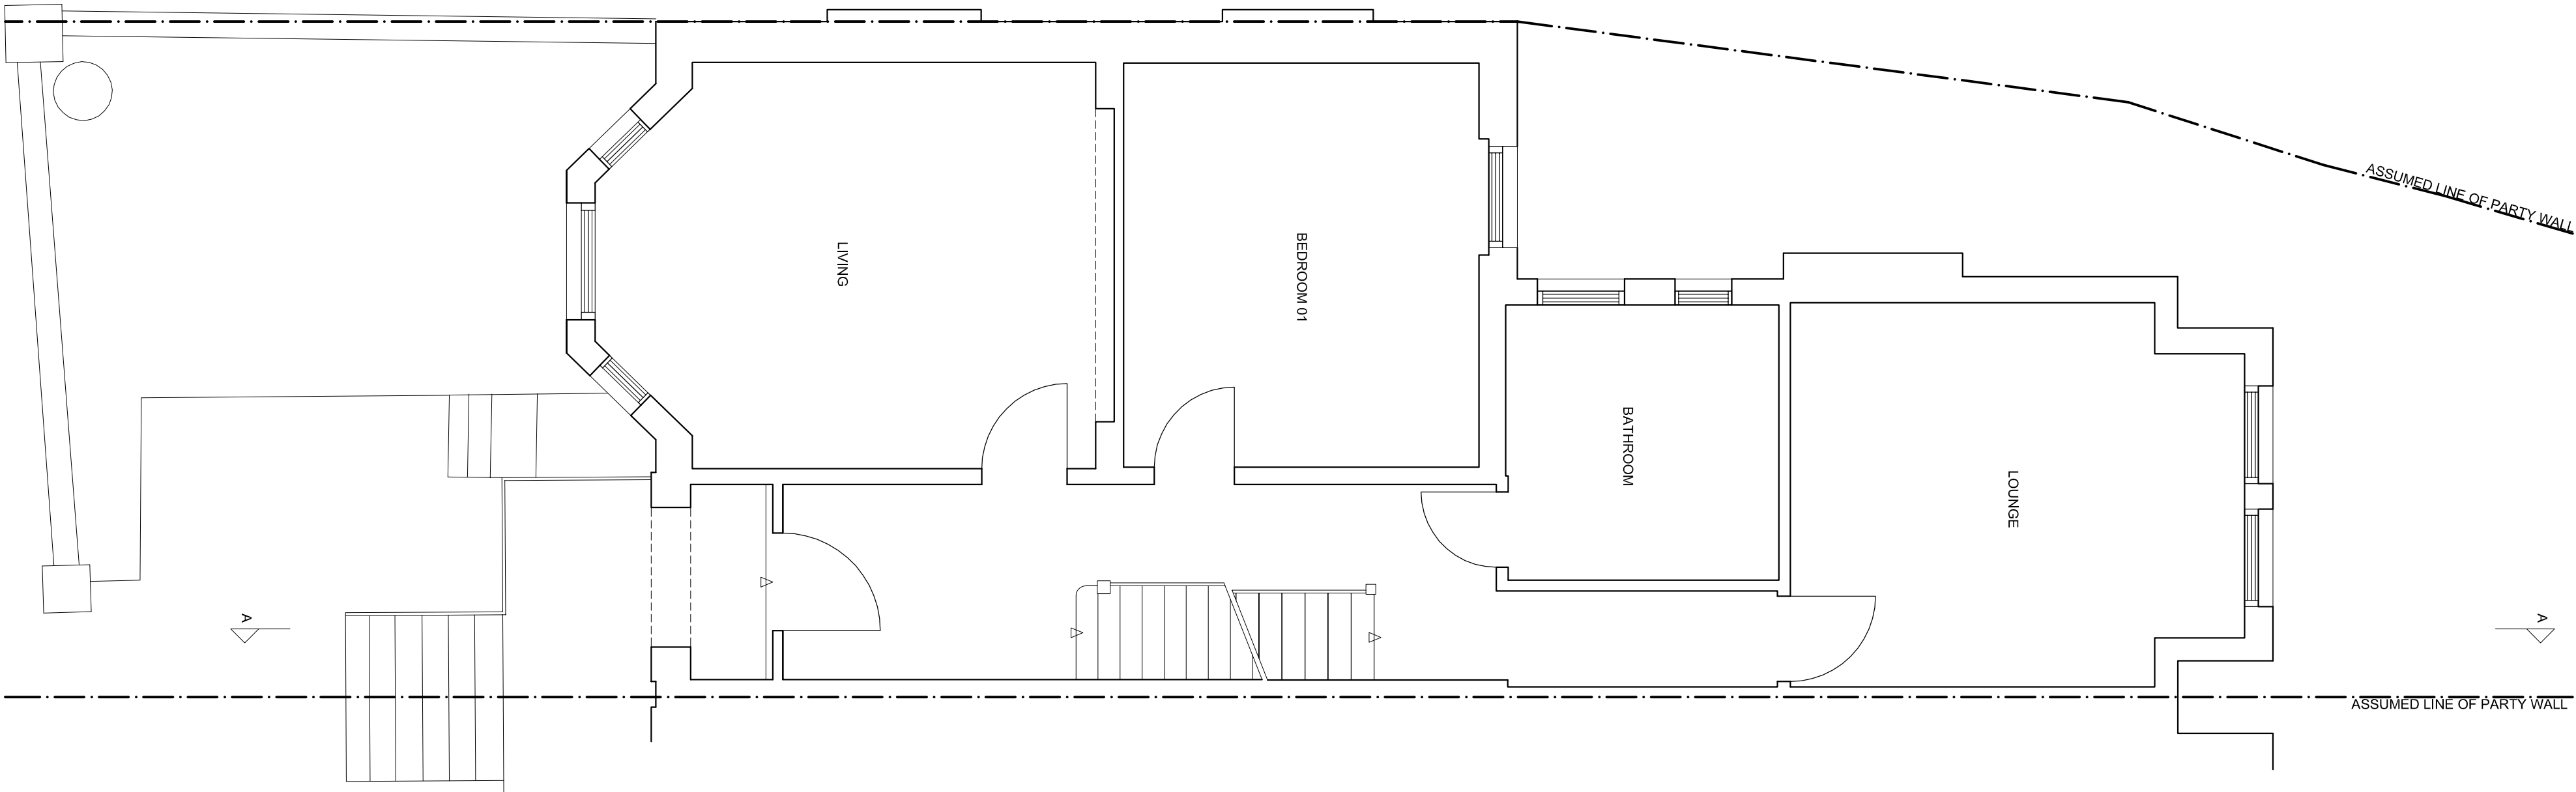 ASSUMED LINE OF PARTY WALL
LIVING
BEDROOM 01
BATHROOM
LOUNGE
A
A
ASSUMED LINE OF PARTY WALL